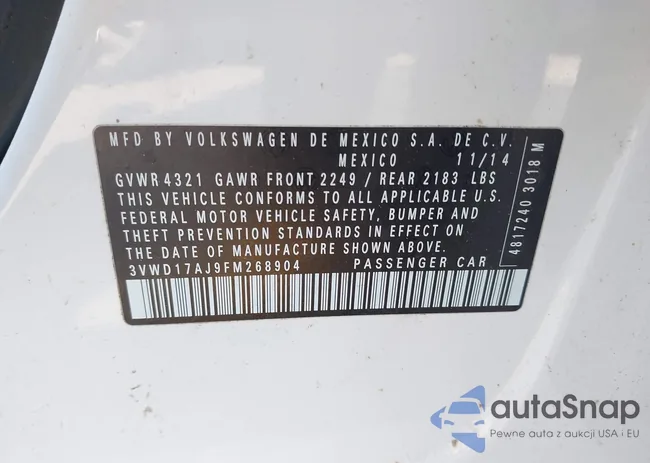 MFD BY VOLKSWAGEN DE MEXICO S.A. DE C.V.
MEXICO 11/14
GVWR 4321 GAWR FRONT 2249 / REAR 2183 LBS
THIS VEHICLE CONFORMS TO ALL APPLICABLE U.S.
FEDERAL MOTOR VEHICLE SAFETY, BUMPER AND
THEFT PREVENTION STANDARDS IN EFFECT ON
THE DATE OF MANUFACTURE SHOWN ABOVE.
3VWD17AJ9FM268904 PASSENGER CAR
4817240 3018 M
autoSnap
Pewne auta z aukcji USA i EU